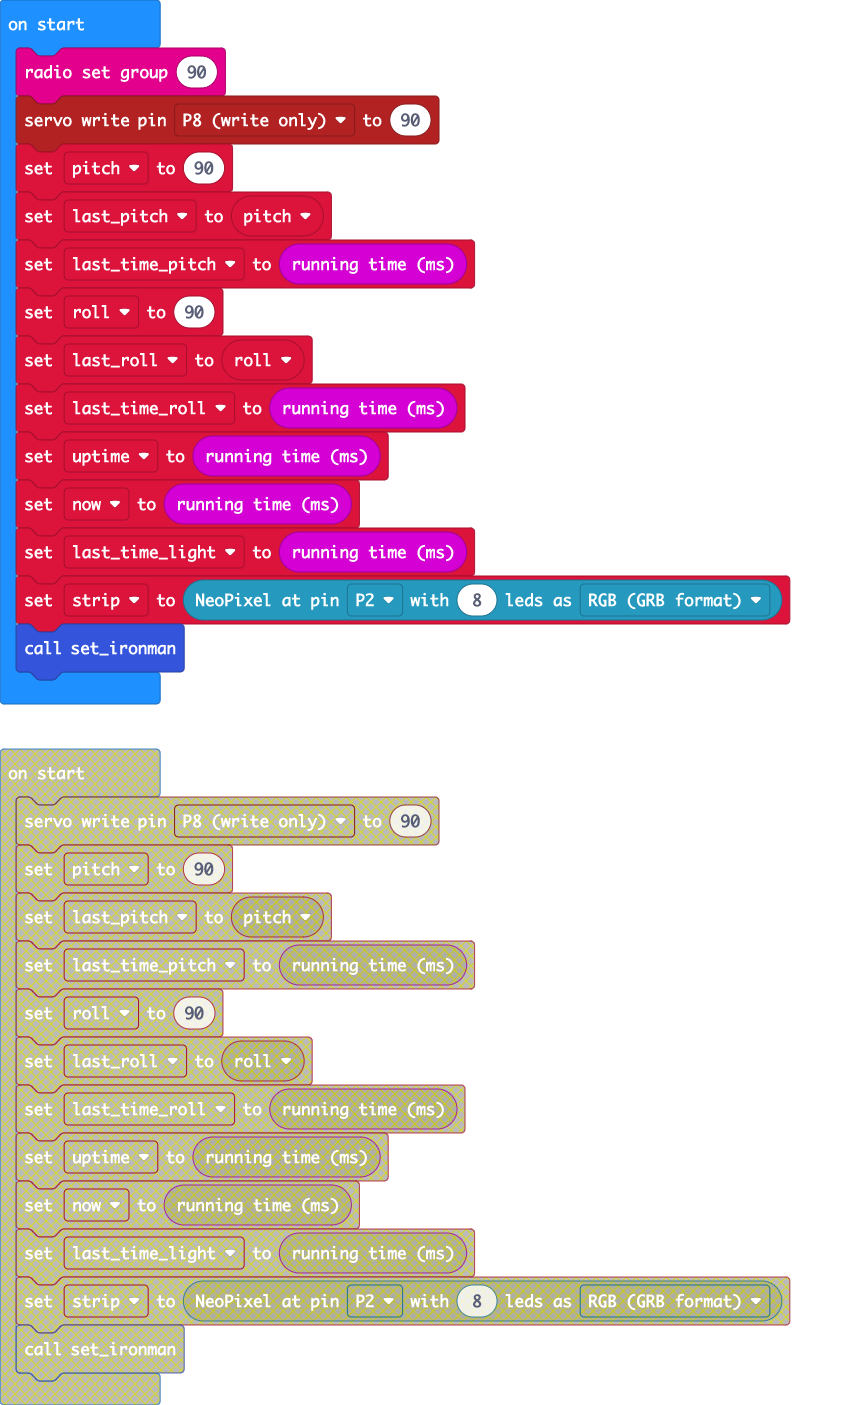 on start
radio set group 90
servo write pin P8 (write only) to 90
set pitch to 90
set last_pitch to pitch
set last_time_pitch to running time (ms)
set roll to 90
set last_roll to roll
set last_time_roll to running time (ms)
set uptime to running time (ms)
set now to running time (ms)
set last_time_light to running time (ms)
set strip to NeoPixel at pin P2 with 8 leds as RGB (GRB format)
call set_ironman
on start
servo write pin P8 (write only) to 90
set pitch to 90
set last_pitch to pitch
set last_time_pitch to running time (ms)
set roll to 90
set last_roll to roll
set last_time_roll to running time (ms)
set uptime to running time (ms)
set now to running time (ms)
set last_time_light to running time (ms)
set strip to NeoPixel at pin P2 with 8 leds as RGB (GRB format)
call set_ironman